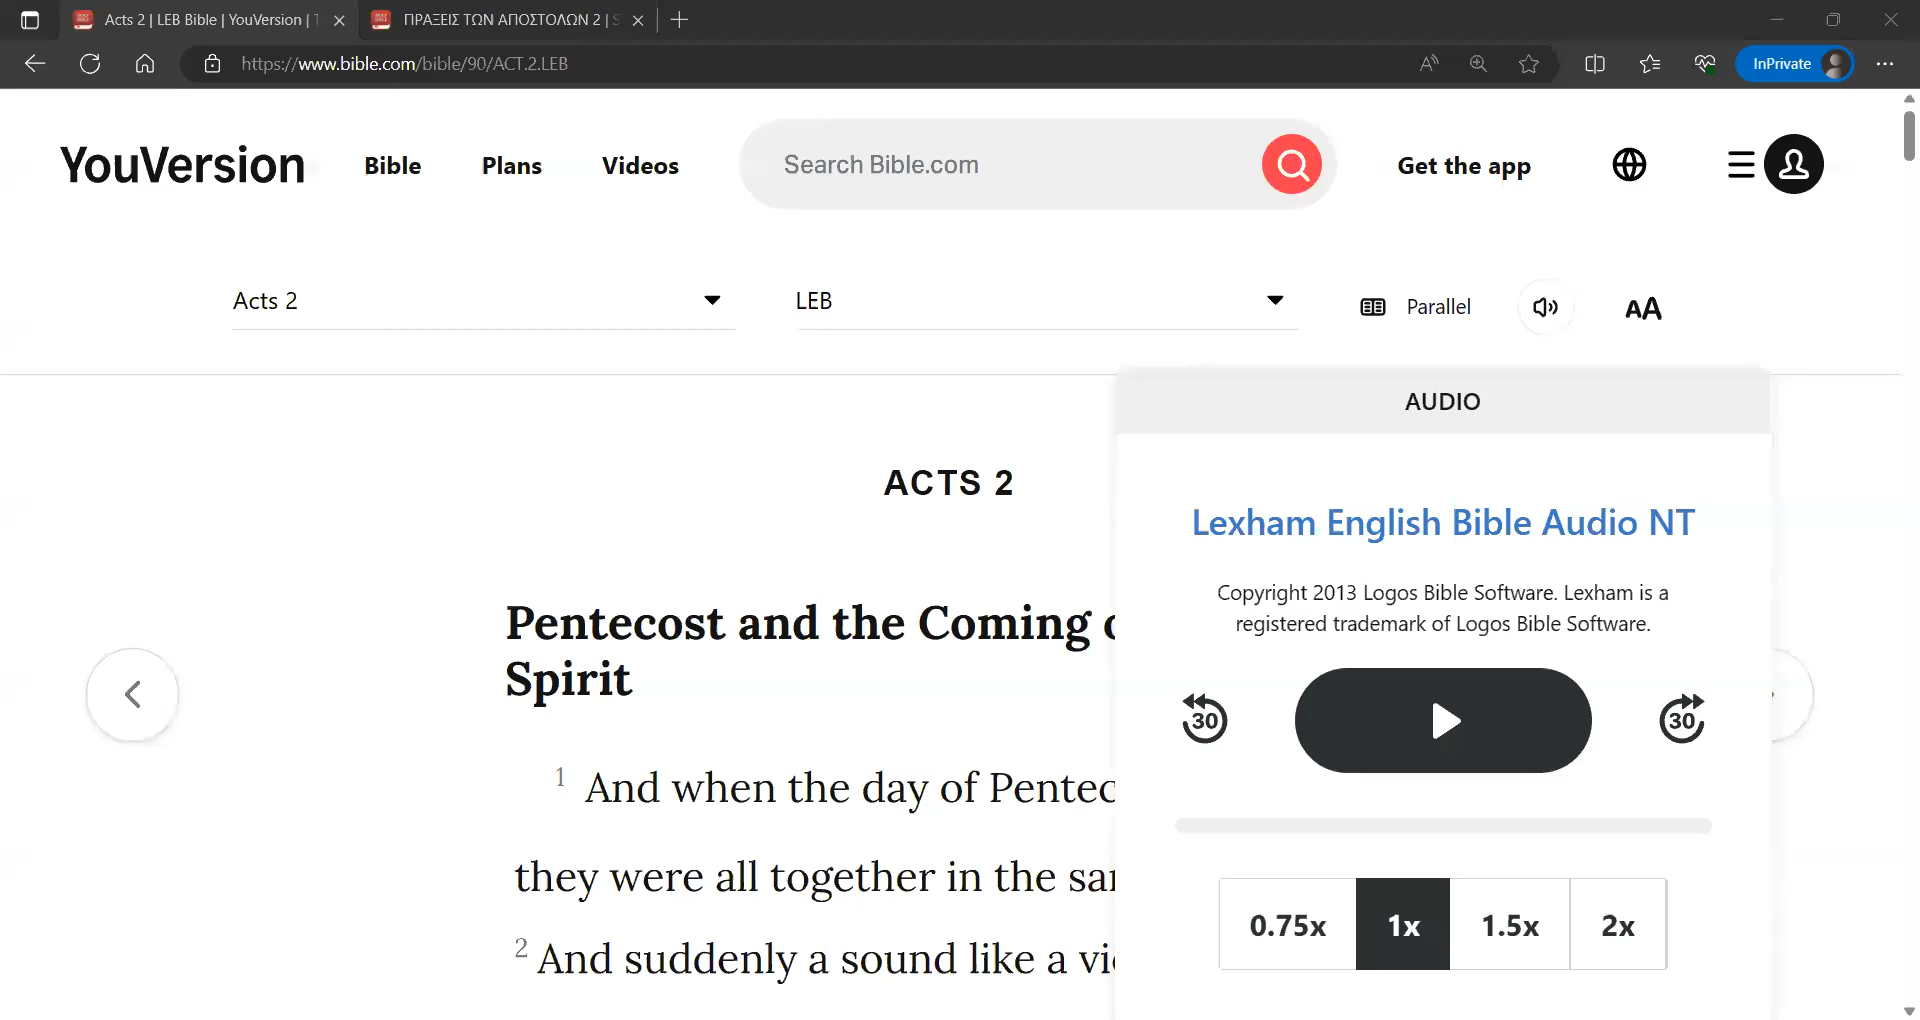 Acts 2 | LEB Bible | YouVersion |
ΠΡΑΞΕΙΣ ΤΩΝ ΑΠΟΣΤΟΛΩΝ 2 | S
https://www.bible.com/bible/90/ACT.2.LEB
InPrivate
YouVersion
Bible
Plans
Videos
Search Bible.com
Get the app
Acts 2
LEB
Parallel
AA
AUDIO
ACTS 2
Lexham English Bible Audio NT
Copyright 2013 Logos Bible Software. Lexham is a
registered trademark of Logos Bible Software.
Pentecost and the Coming
Spirit
30
30
1 And when the day of Pentec
they were all together in the sa
2 And suddenly a sound like a vi
0.75x
1x
1.5x
2x